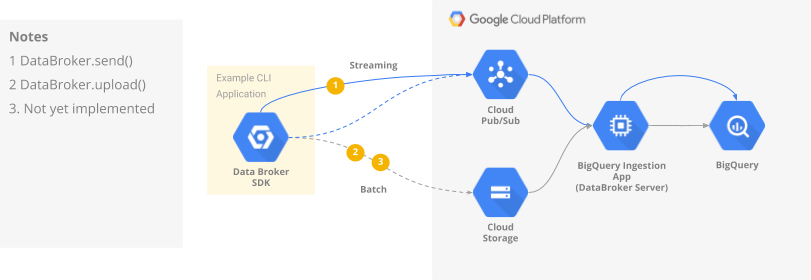 Notes
1 DataBroker.send()
2 DataBroker.upload()
3. Not yet implemented
Google Cloud Platform
Example CLI
Application
Streaming
1
Data Broker
SDK
2
3
Batch
Cloud
Pub/Sub
Cloud
Storage
BigQuery Ingestion
App
(DataBroker Server)
BigQuery